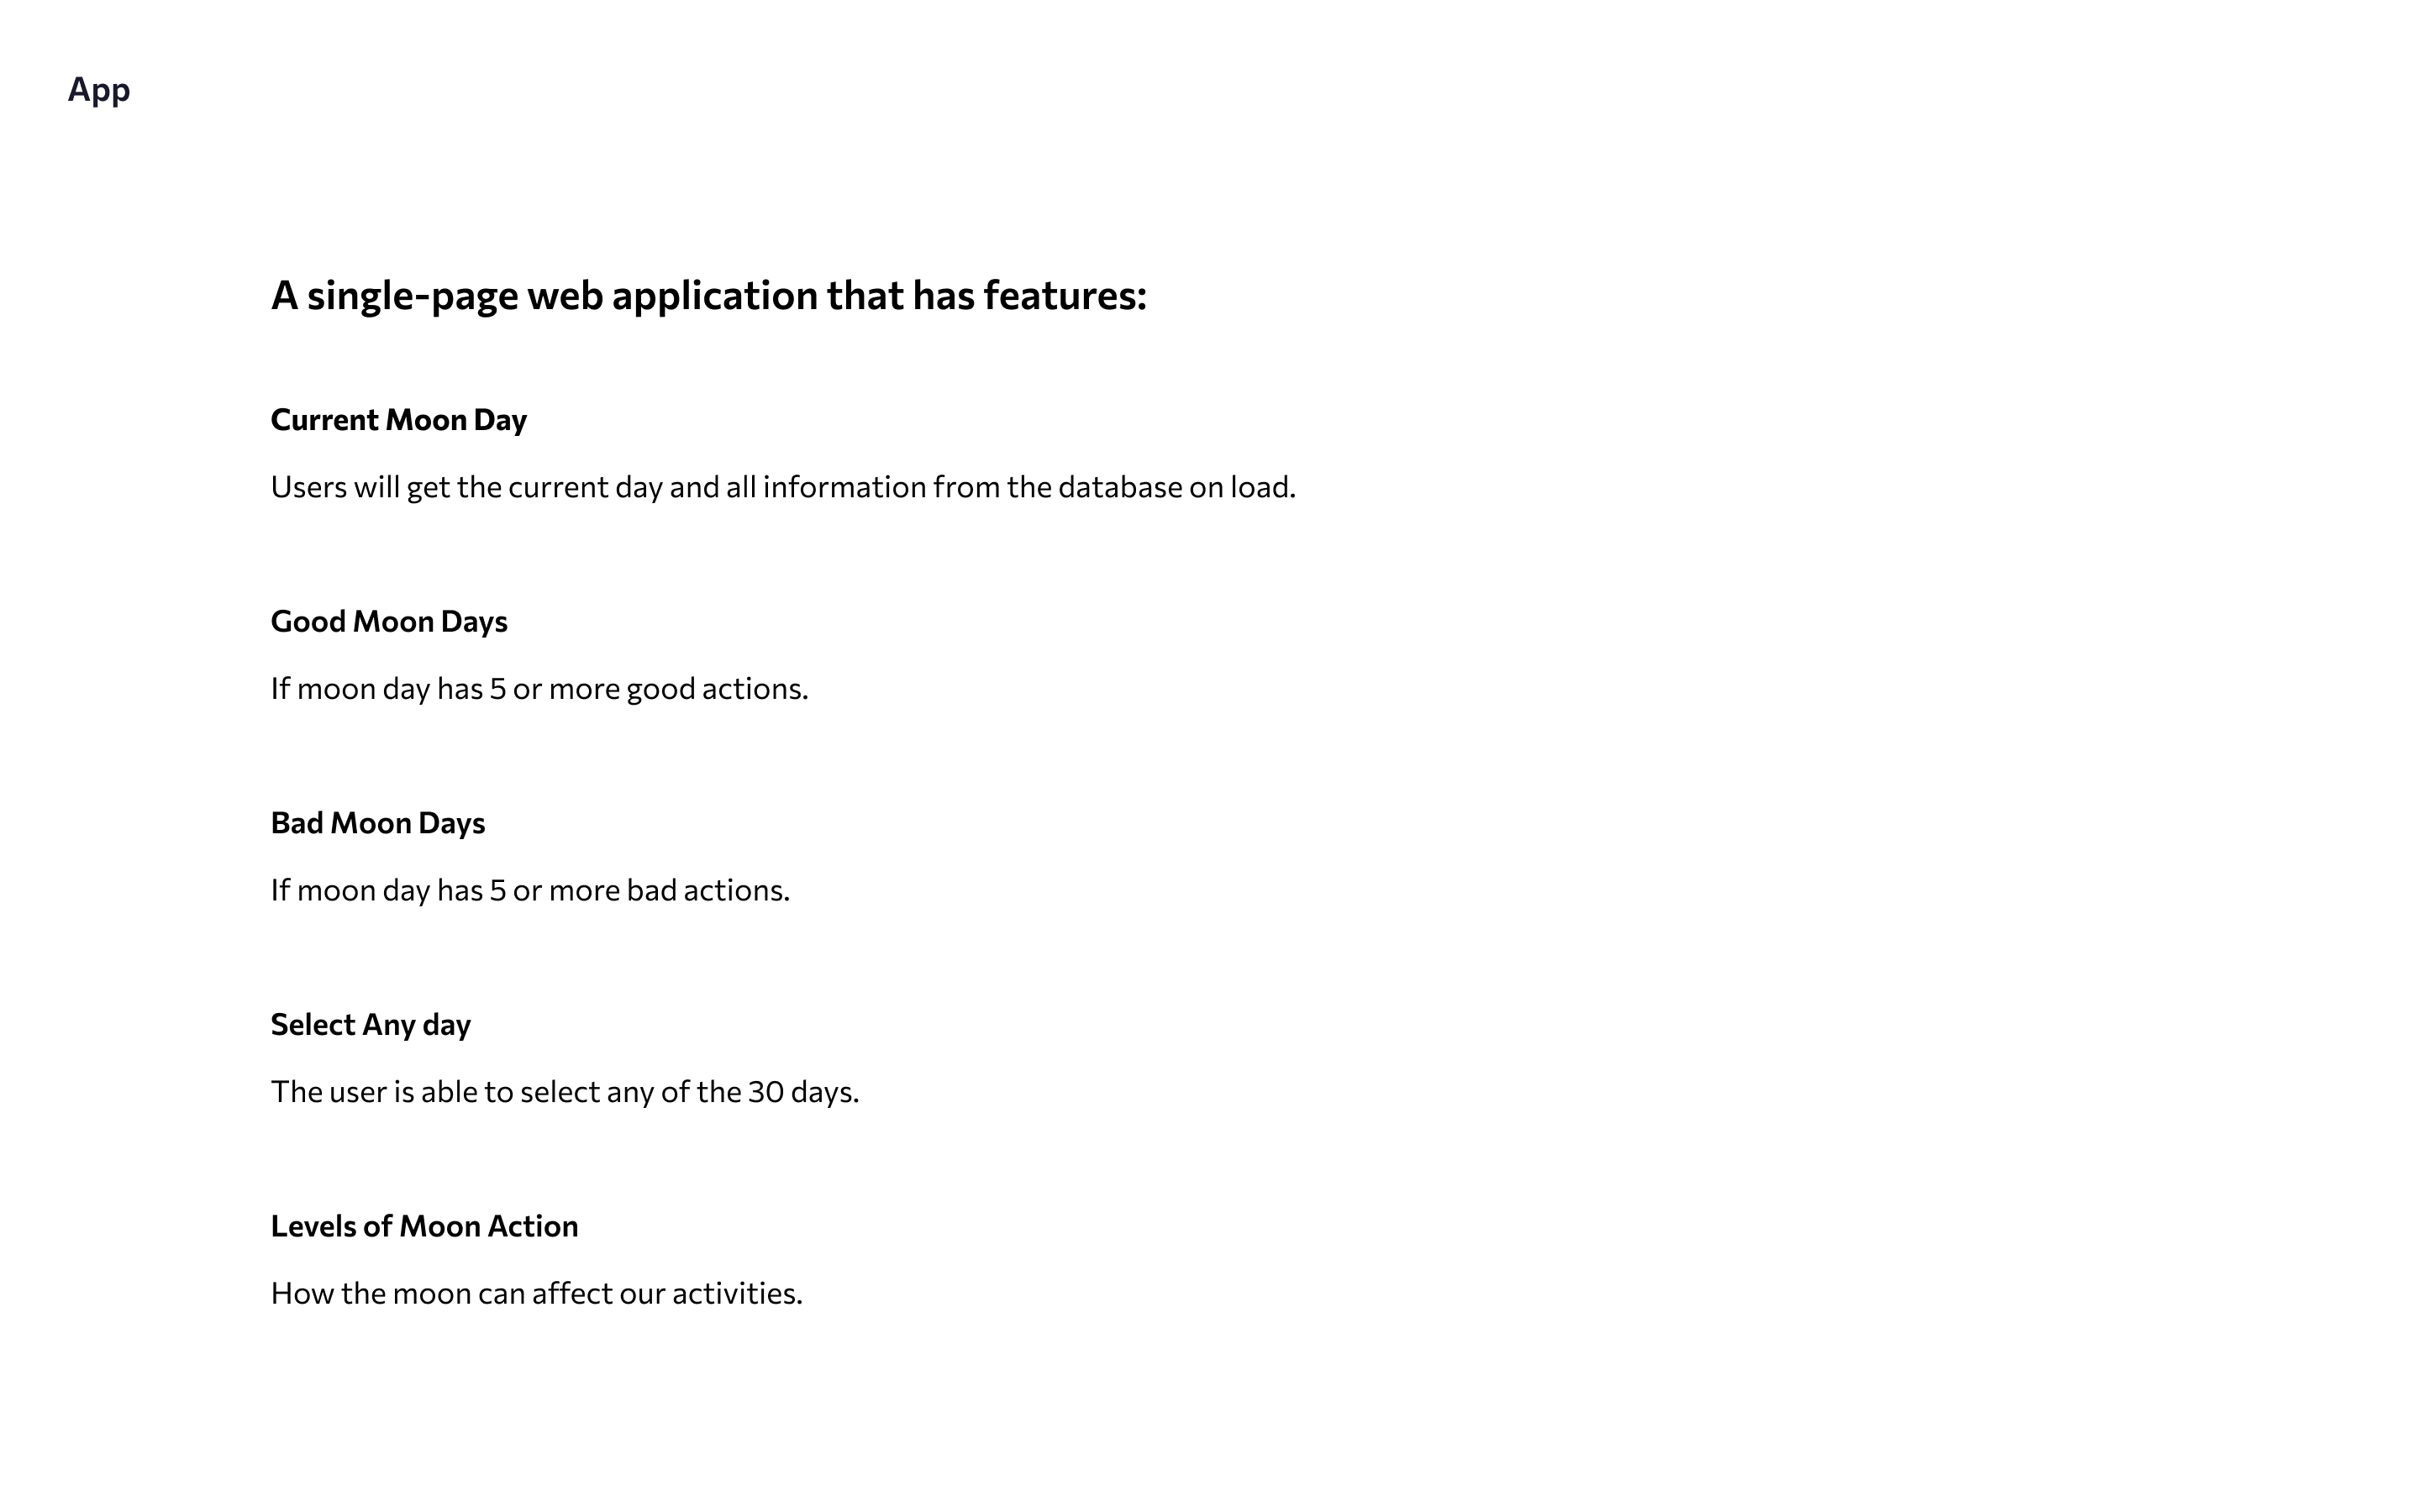 App
A single-page web application that has features:
Current Moon Day
Users will get the current day and all information from the database on load.
Good Moon Days
If moon day has 5 or more good actions.
Bad Moon Days
If moon day has 5 or more bad actions.
Select Any day
The user is able to select any of the 30 days.
Levels of Moon Action
How the moon can affect our activities.